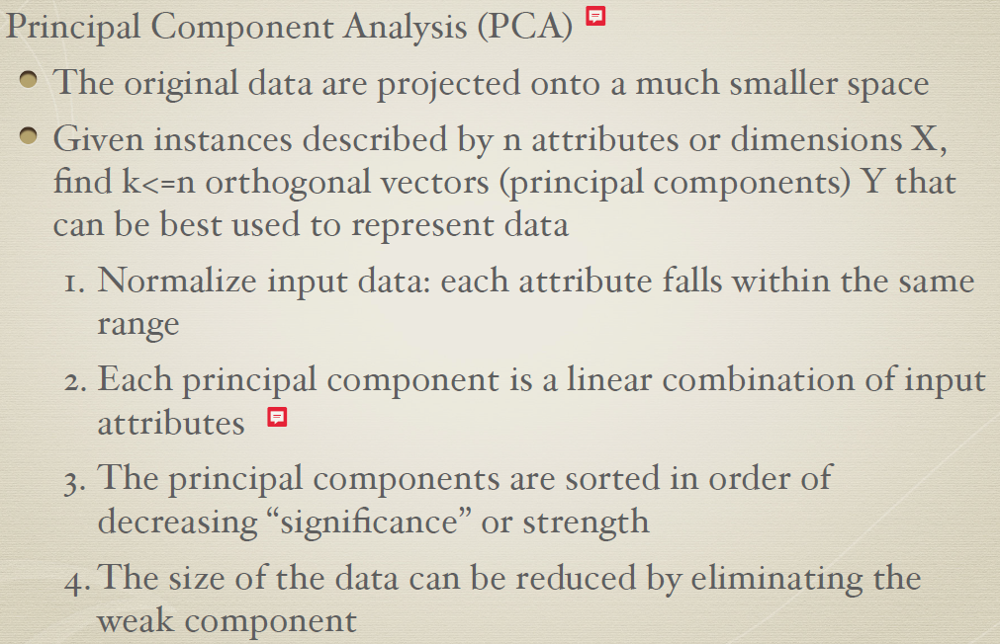 Principal Component Analysis (PCA)
The original data are projected onto a much smaller space
Given instances described by n attributes or dimensions X,
find k<=n orthogonal vectors (principal components) Y that
can be best used to represent data
1. Normalize input data: each attribute falls within the same
range
2. Each principal component is a linear combination of input
attributes
3. The principal components are sorted in order of
decreasing “significance” or strength
4. The size of the data can be reduced by eliminating the
weak component